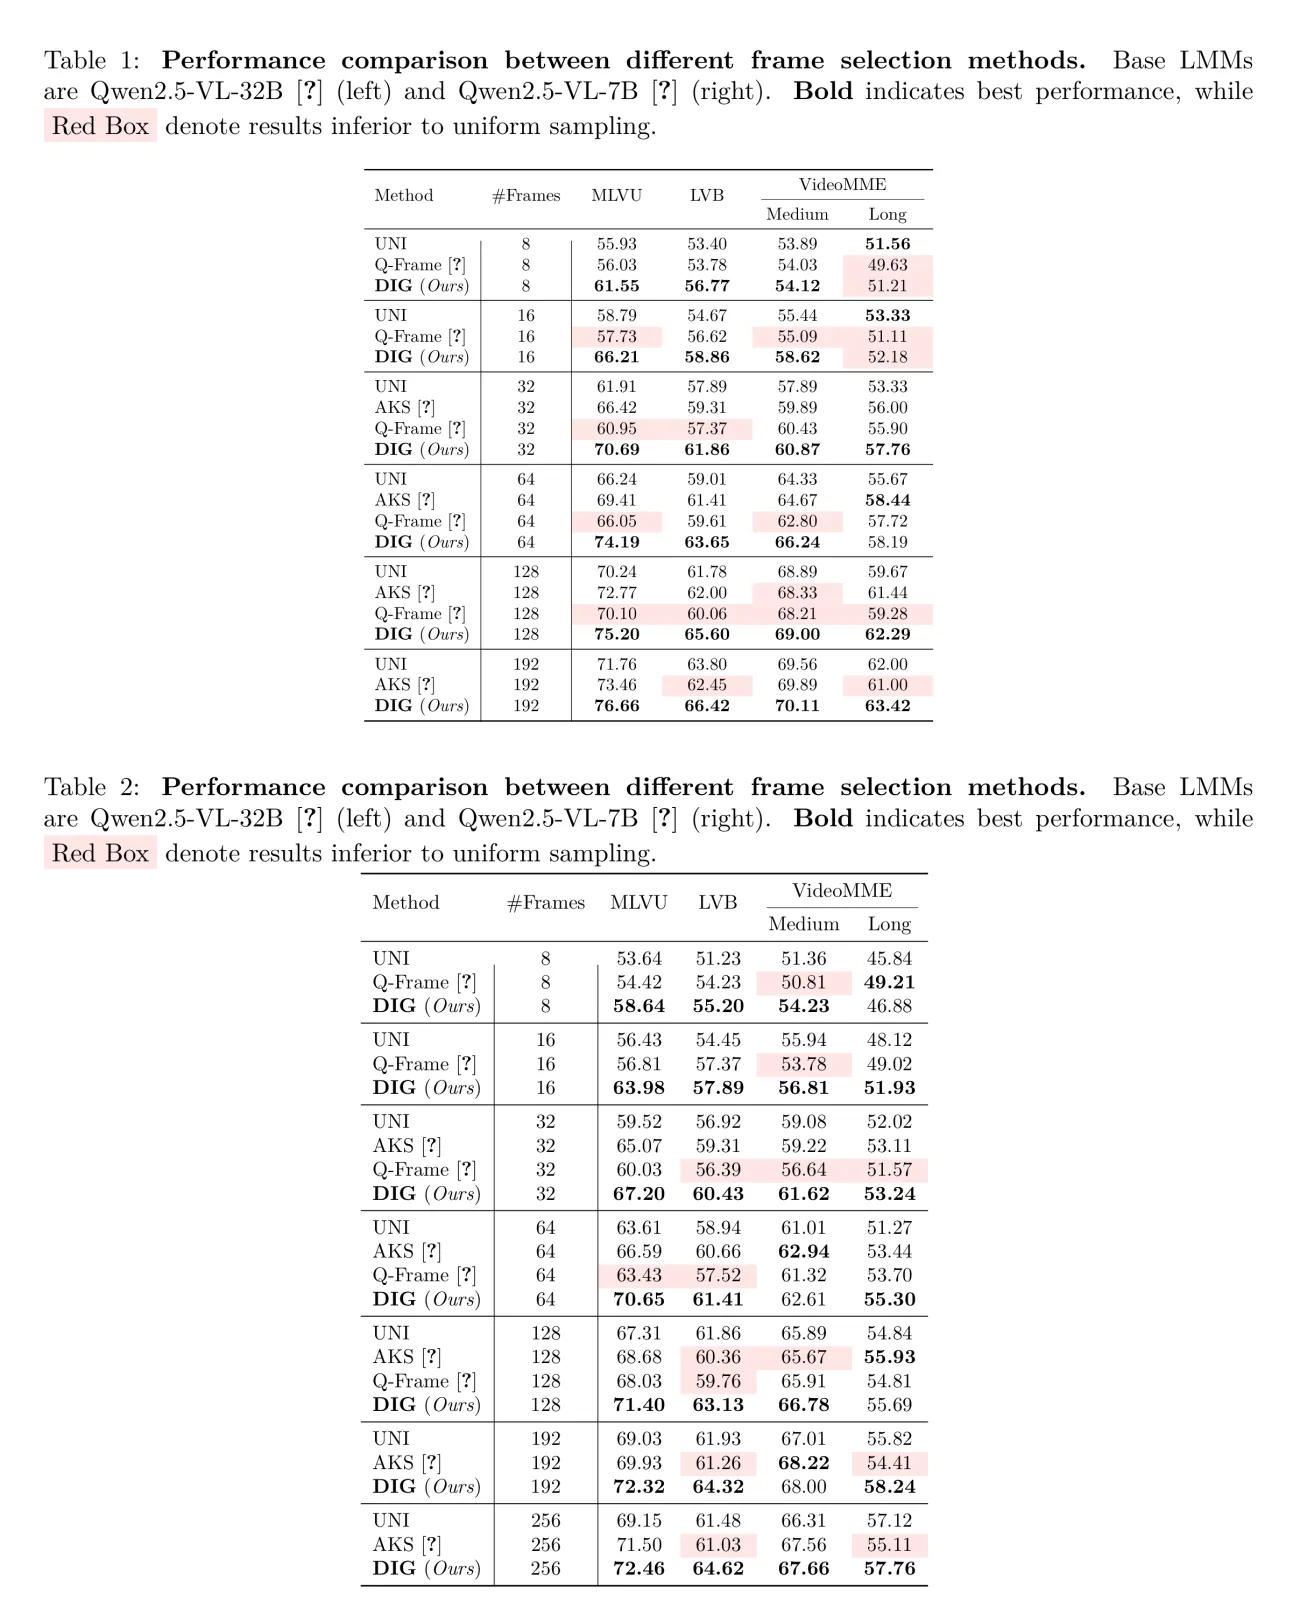 Table 1: Performance comparison between different frame selection methods. Base LMMs
are Qwen2.5-VL-32B [?] (left) and Qwen2.5-VL-7B [?] (right). Bold indicates best performance, while
Red Box denote results inferior to uniform sampling.
Method #Frames MLVU LVB VideoMME
Medium Long
UNI 8 55.93 53.40 53.89 51.56
Q-Frame [?] 8 56.03 53.78 54.03 49.63
DIG (Ours) 8 61.55 56.77 54.12 51.21
UNI 16 58.79 54.67 55.44 53.33
Q-Frame [?] 16 57.73 56.62 55.09 51.11
DIG (Ours) 16 66.21 58.86 58.62 52.18
UNI 32 61.91 57.89 57.89 53.33
AKS [?] 32 66.42 59.31 59.89 56.00
Q-Frame [?] 32 60.95 57.37 60.43 55.90
DIG (Ours) 32 70.69 61.86 60.87 57.76
UNI 64 66.24 59.01 64.33 55.67
AKS [?] 64 69.41 61.41 64.67 58.44
Q-Frame [?] 64 66.05 59.61 62.80 57.72
DIG (Ours) 64 74.19 63.65 66.24 58.19
UNI 128 70.24 61.78 68.89 59.67
AKS [?] 128 72.77 62.00 68.33 61.44
Q-Frame [?] 128 70.10 60.06 68.21 59.28
DIG (Ours) 128 75.20 65.60 69.00 62.29
UNI 192 71.76 63.80 69.56 62.00
AKS [?] 192 73.46 62.45 69.89 61.00
DIG (Ours) 192 76.66 66.42 70.11 63.42
Table 2: Performance comparison between different frame selection methods. Base LMMs
are Qwen2.5-VL-32B [?] (left) and Qwen2.5-VL-7B [?] (right). Bold indicates best performance, while
Red Box denote results inferior to uniform sampling.
Method #Frames MLVU LVB VideoMME
Medium Long
UNI 8 53.64 51.23 51.36 45.84
Q-Frame [?] 8 54.42 54.23 50.81 49.21
DIG (Ours) 8 58.64 55.20 54.23 46.88
UNI 16 56.43 54.45 55.94 48.12
Q-Frame [?] 16 56.81 57.37 53.78 49.02
DIG (Ours) 16 63.98 57.89 56.81 51.93
UNI 32 59.52 56.92 59.08 52.02
AKS [?] 32 65.07 59.31 59.22 53.11
Q-Frame [?] 32 60.03 56.39 56.64 51.57
DIG (Ours) 32 67.20 60.43 61.62 53.24
UNI 64 63.61 58.94 61.01 51.27
AKS [?] 64 66.59 60.66 62.94 53.44
Q-Frame [?] 64 63.43 57.52 61.32 53.70
DIG (Ours) 64 70.65 61.41 62.61 55.30
UNI 128 67.31 61.86 65.89 54.84
AKS [?] 128 68.68 60.36 65.67 55.93
Q-Frame [?] 128 68.03 59.76 65.91 54.81
DIG (Ours) 128 71.40 63.13 66.78 55.69
UNI 192 69.03 61.93 67.01 55.82
AKS [?] 192 69.93 61.26 68.22 54.41
DIG (Ours) 192 72.32 64.32 68.00 58.24
UNI 256 69.15 61.48 66.31 57.12
AKS [?] 256 71.50 61.03 67.56 55.11
DIG (Ours) 256 72.46 64.62 67.66 57.76